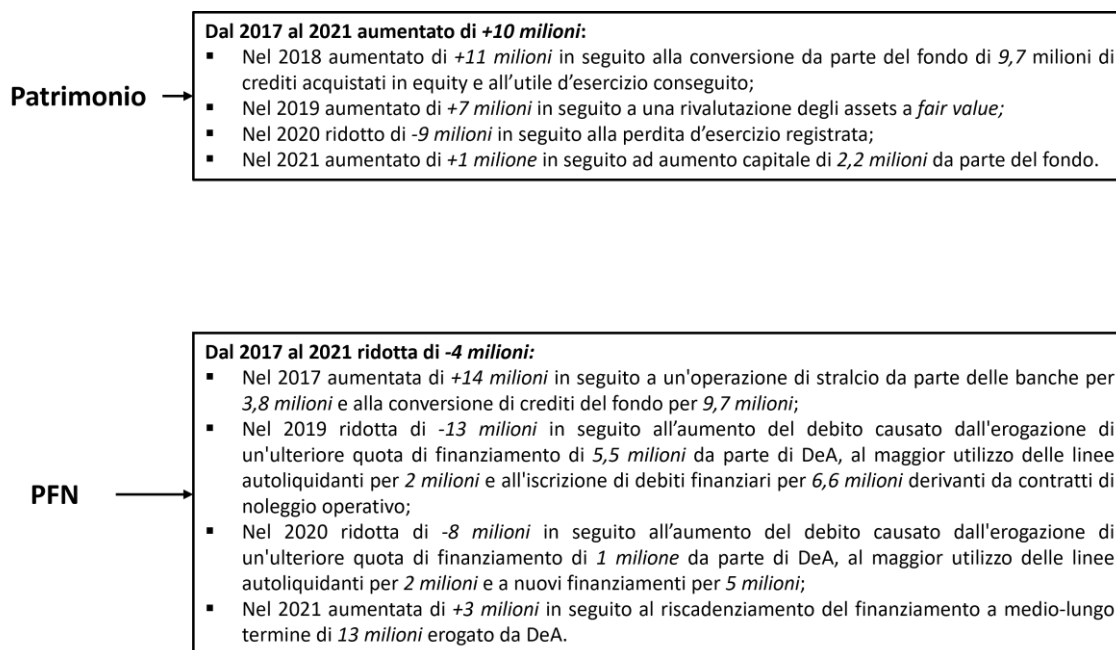 Dal 2017 al 2021 aumentato di +10 milioni:
▪ Nel 2018 aumentato di +11 milioni in seguito alla conversione da parte del fondo di 9,7 milioni di
crediti acquistati in equity e all’utile d’esercizio conseguito;
Patrimonio
▪ Nel 2019 aumentato di +7 milioni in seguito a una rivalutazione degli assets a fair value;
▪ Nel 2020 ridotto di -9 milioni in seguito alla perdita d’esercizio registrata;
▪ Nel 2021 aumentato di +1 milione in seguito ad aumento capitale di 2,2 milioni da parte del fondo.
Dal 2017 al 2021 ridotta di -4 milioni:
▪ Nel 2017 aumentata di +14 milioni in seguito a un'operazione di stralcio da parte delle banche per
3,8 milioni e alla conversione di crediti del fondo per 9,7 milioni;
▪ Nel 2019 ridotta di -13 milioni in seguito all’aumento del debito causato dall'erogazione di
un'ulteriore quota di finanziamento di 5,5 milioni da parte di DeA, al maggior utilizzo delle linee
autoliquidanti per 2 milioni e all'iscrizione di debiti finanziari per 6,6 milioni derivanti da contratti di
PFN
noleggio operativo;
▪ Nel 2020 ridotta di -8 milioni in seguito all’aumento del debito causato dall'erogazione di
un'ulteriore quota di finanziamento di 1 milione da parte di DeA, al maggior utilizzo delle linee
autoliquidanti per 2 milioni e a nuovi finanziamenti per 5 milioni;
▪ Nel 2021 aumentata di +3 milioni in seguito al riscadenziamento del finanziamento a medio-lungo
termine di 13 milioni erogato da DeA.